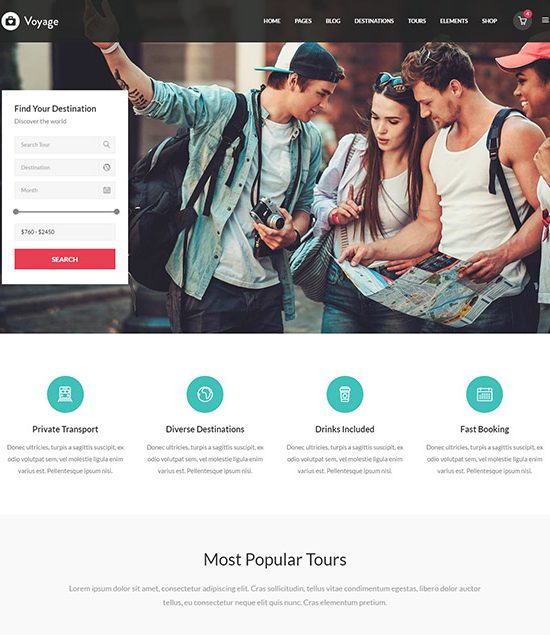 Voyage
HOME PAGES BLOG DESTINATIONS TOURS ELEMENTS SHOP 4
Find Your Destination
Discover the world
Search Tour
Destination
Month
$760 - $2450
SEARCH
Private Transport
Donec ultricies, turpis a sagittis suscipit, ex
odio volutpat sem, vel molestie ligula enim
varius est. Pellentesque ipsum nisi.
Diverse Destinations
Donec ultricies, turpis a sagittis suscipit, ex
odio volutpat sem, vel molestie ligula enim
varius est. Pellentesque ipsum nisi.
Drinks Included
Donec ultricies, turpis a sagittis suscipit, ex
odio volutpat sem, vel molestie ligula enim
varius est. Pellentesque ipsum nisi.
Fast Booking
Donec ultricies, turpis a sagittis suscipit, ex
odio volutpat sem, vel molestie ligula enim
varius est. Pellentesque ipsum nisi.
Most Popular Tours
Lorem ipsum dolor sit amet, consectetur adipiscing elit. Cras sollicitudin, tellus vitae condimentum egestas, libero dolor auctor
tellus, eu consectetur neque elit quis nunc. Cras elementum pretium.